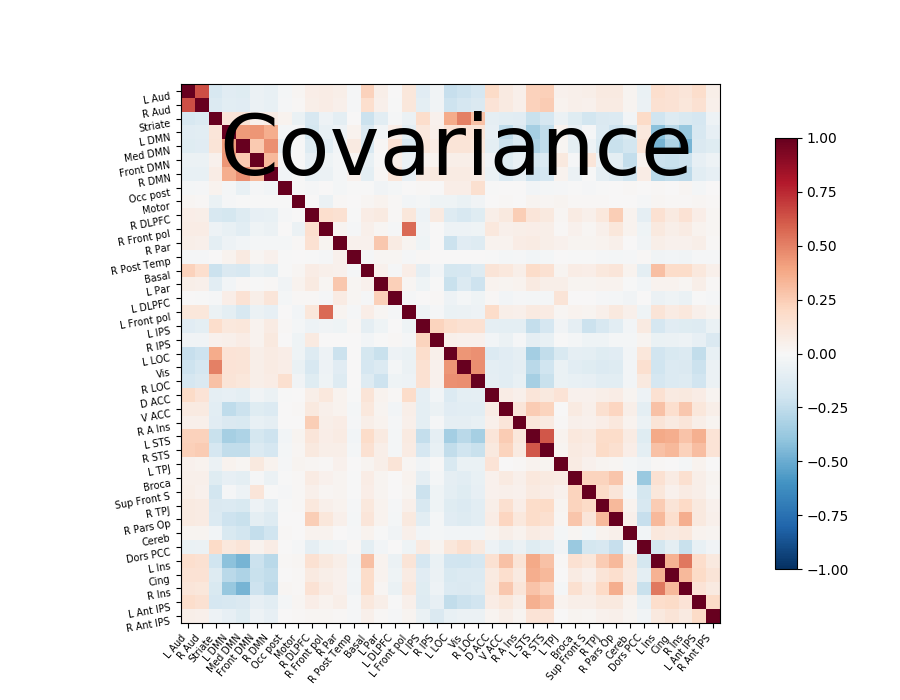 Covariance
L Aud
R Aud
Striate
L DMN
Med DMN
Front DMN
R DMN
Occ post
Motor
R DLPFC
R Front pol
R Par
R Post Temp
Basal
L Par
L DLPFC
L Front pol
L IPS
R IPS
L LOC
Vis
R LOC
D ACC
V ACC
R A Ins
L STS
R STS
L TPJ
Broca
Sup Front S
R TPJ
R Pars Op
Cereb
Dors PCC
L Ins
Cing
R Ins
L Ant IPS
R Ant IPS
L Aud
R Aud
Striate
L DMN
Med DMN
Front DMN
R DMN
Occ post
Motor
R DLPFC
R Front pol
R Par
R Post Temp
Basal
L Par
L DLPFC
L Front pol
L IPS
R IPS
L LOC
Vis
R LOC
D ACC
V ACC
R A Ins
L STS
R STS
L TPJ
Broca
Sup Front S
R TPJ
R Pars Op
Cereb
Dors PCC
L Ins
Cing
R Ins
L Ant IPS
R Ant IPS
1.00
0.75
0.50
0.25
0.00
−0.25
−0.50
−0.75
−1.00